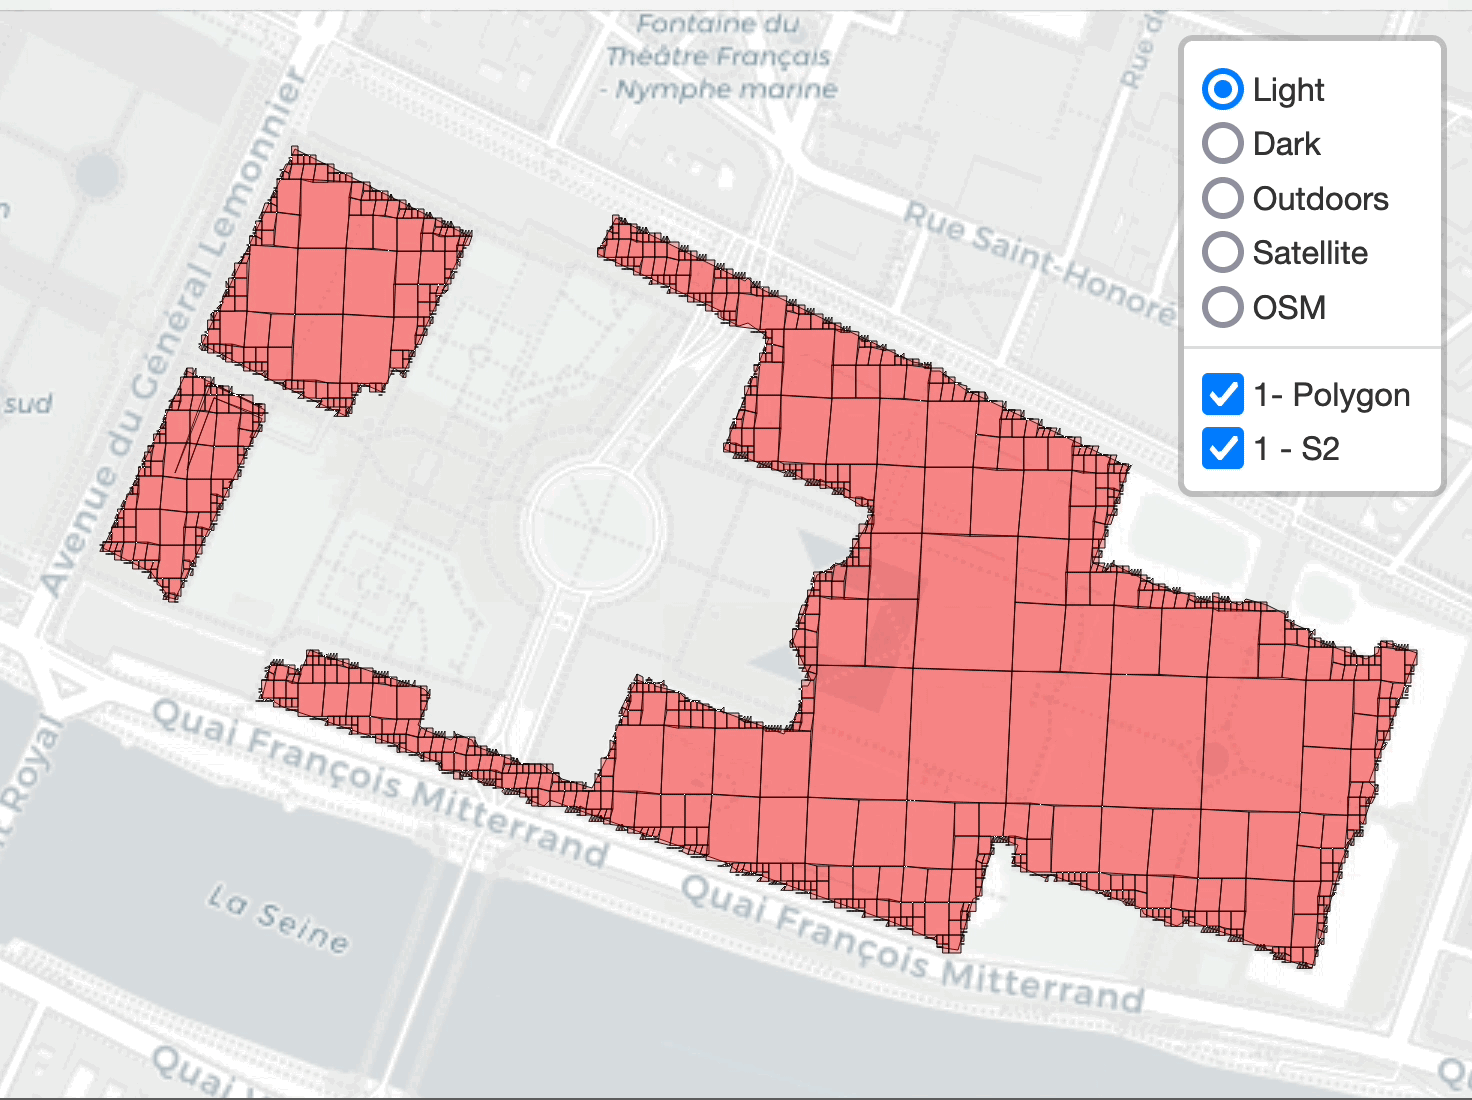 Fontaine du
Théâtre Français
- Nymphe marine
Rue de
Light
Dark
Outdoors
Satellite
OSM
1- Polygon
1 - S2
Avenue du Général Lemonnier
Rue Saint-Honoré
sud
Quai François Mitterrand
Royal
La Seine
Quai François Mitterrand
Quai